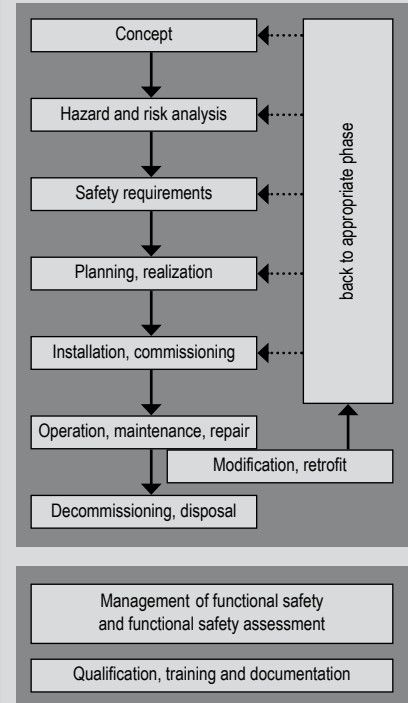 Concept
Hazard and risk analysis
Safety requirements
Planning, realization
Installation, commissioning
Operation, maintenance, repair
Modification, retrofit
Decommissioning, disposal
back to appropriate phase
Management of functional safety
and functional safety assessment
Qualification, training and documentation